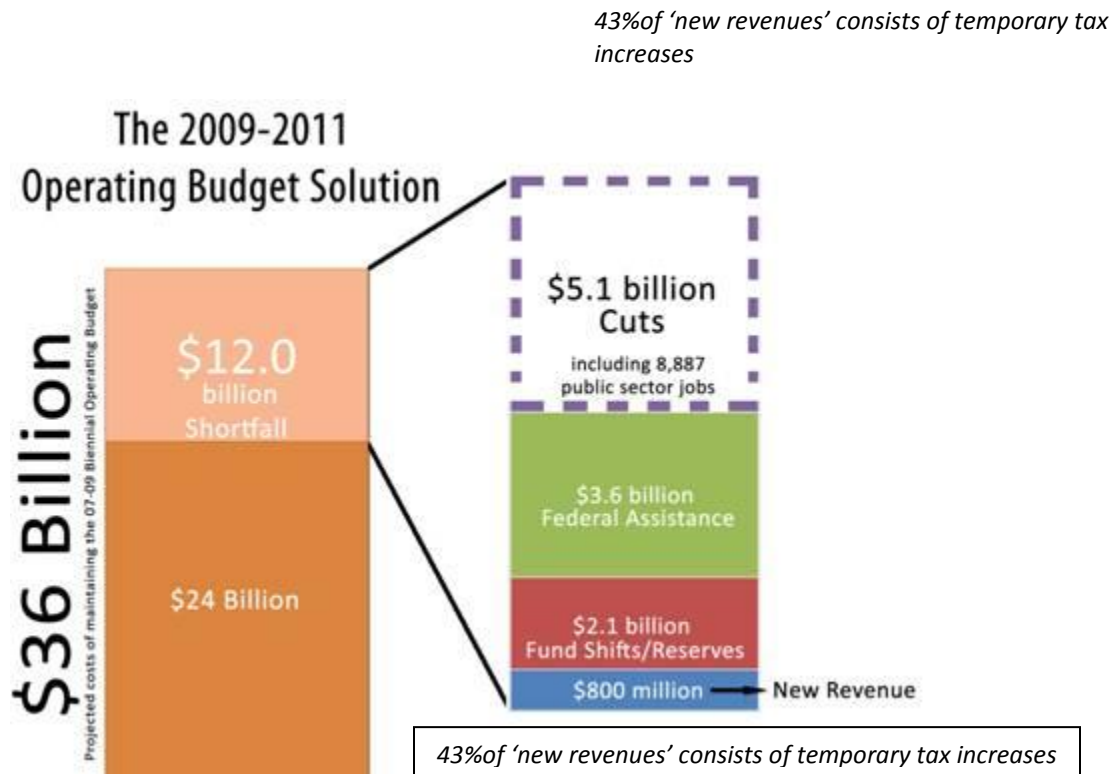 43%of ‘new revenues’ consists of temporary tax
increases
The 2009-2011
Operating Budget Solution
$36 Billion
Projected costs of maintaining the 07-09 Biennial Operating Budget
$12.0
billion
Shortfall
$24 Billion
$5.1 billion
Cuts
including 8,887
public sector jobs
$3.6 billion
Federal Assistance
$2.1 billion
Fund Shifts/Reserves
$800 million
New Revenue
43%of ‘new revenues’ consists of temporary tax increases